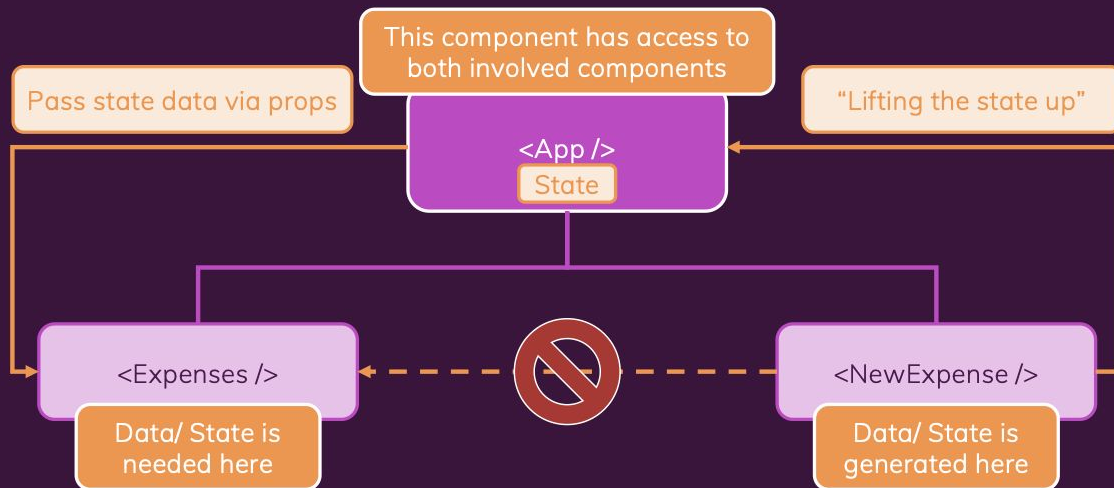 This component has access to
both involved components
Pass state data via props
“Lifting the state up”
<App />
State
<Expenses />
<NewExpense />
Data/ State is
needed here
Data/ State is
generated here